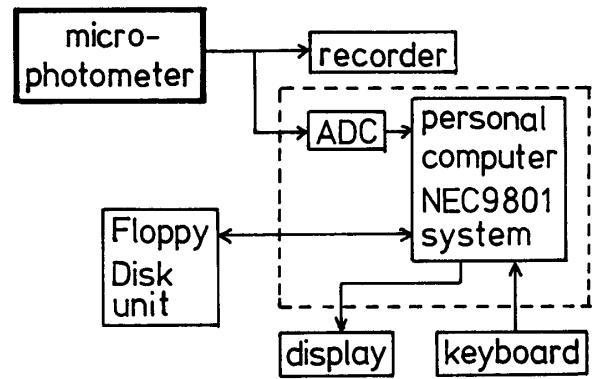 micro-
photometer
recorder
ADC
personal
computer
NEC9801
system
Floppy
Disk
unit
display
keyboard